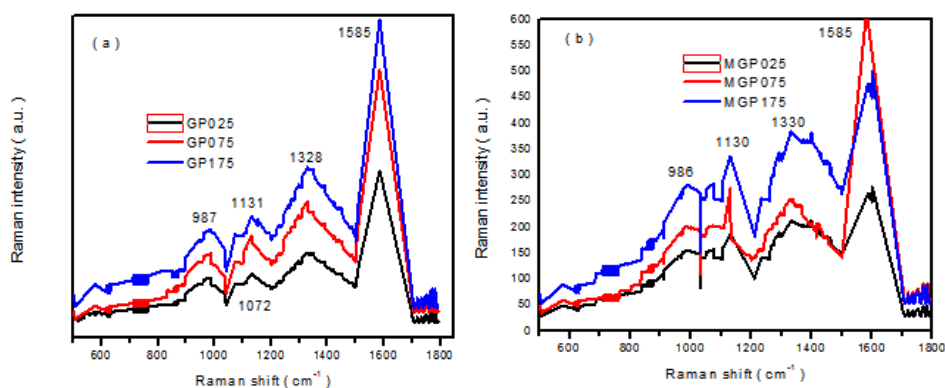 ( a )
1585
GP025
GP075
GP175
1328
987
1131
1072
Raman intensity ( a.u. )
600 800 1000 1200 1400 1600 1800
Raman shift ( cm-1
( b )
1585
MGP025
MGP075
MGP175
1330
1130
986
Raman intensity ( a.u. )
600
550
500
450
400
350
300
250
200
150
100
50
0
600 800 1000 1200 1400 1600 1800
Raman shift ( cm-1 )